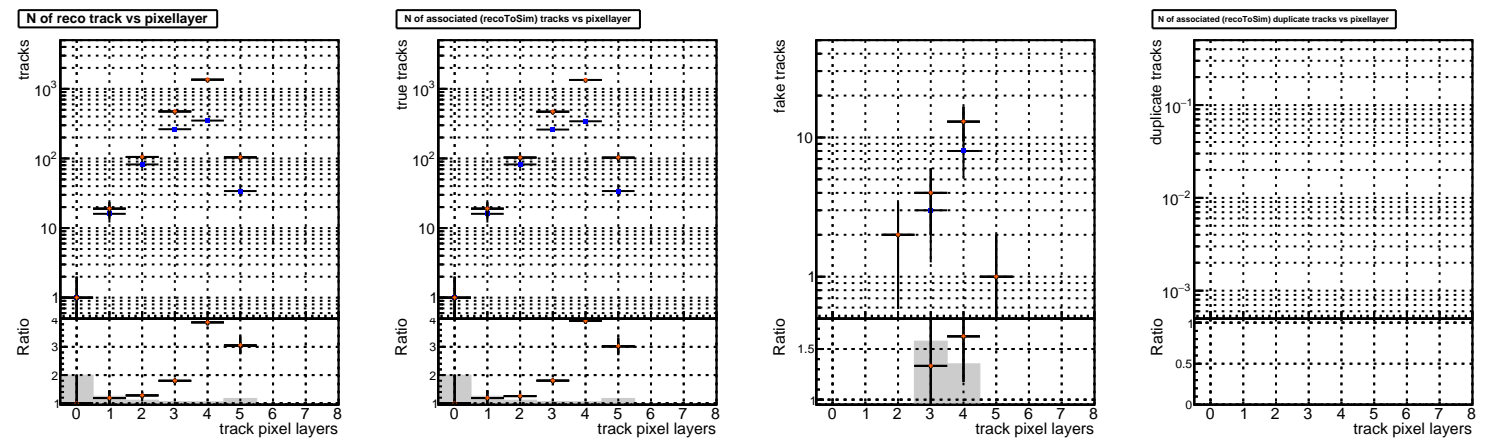 N of reco track vs pixellayer
tracks
10³
10²
10
1
Ratio
4
3
2
1
0 1 2 3 4 5 6 7 8
track pixel layers
N of associated (recoToSim) tracks vs pixellayer
true tracks
10³
10²
10
1
Ratio
4
3
2
1
0 1 2 3 4 5 6 7 8
track pixel layers
fake tracks
10
1
Ratio
1.5
1
0 1 2 3 4 5 6 7 8
track pixel layers
N of associated (recoToSim) duplicate tracks vs pixellayer
duplicate tracks
10⁻¹
10⁻²
10⁻³
Ratio
1
0.5
0
0 1 2 3 4 5 6 7 8
track pixel layers